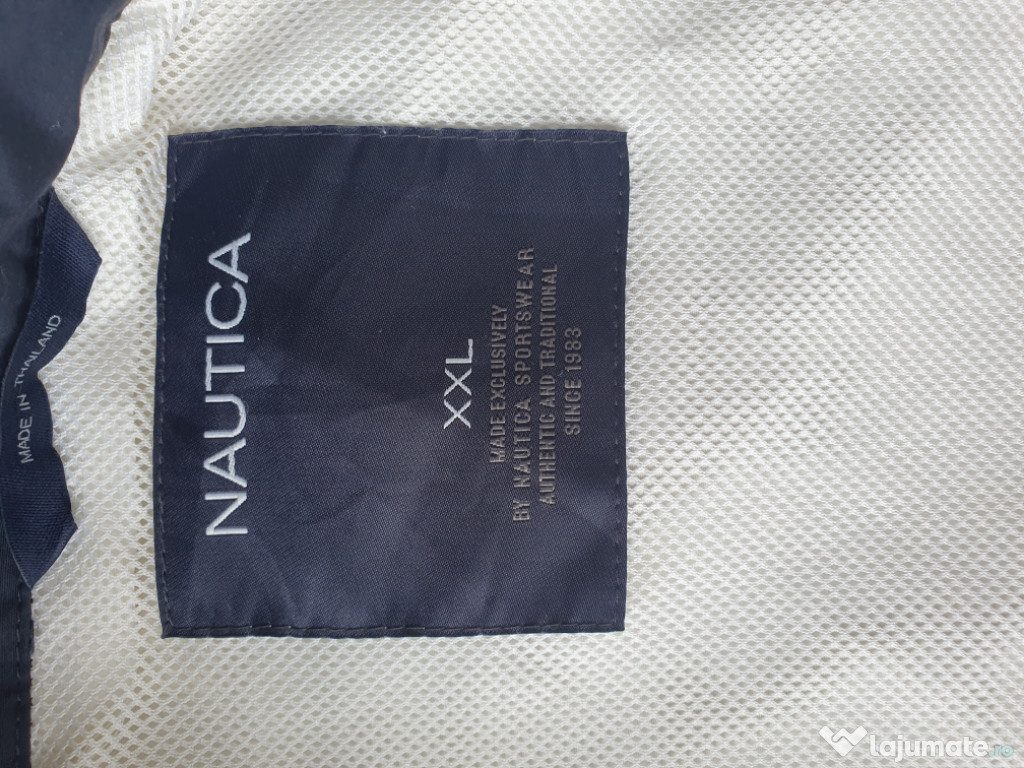 MADE IN THAILAND
NAUTICA
XXL
MADE EXCLUSIVELY
BY NAUTICA SPORTSWEAR
AUTHENTIC AND TRADITIONAL
SINCE 1983
lajumate.ro